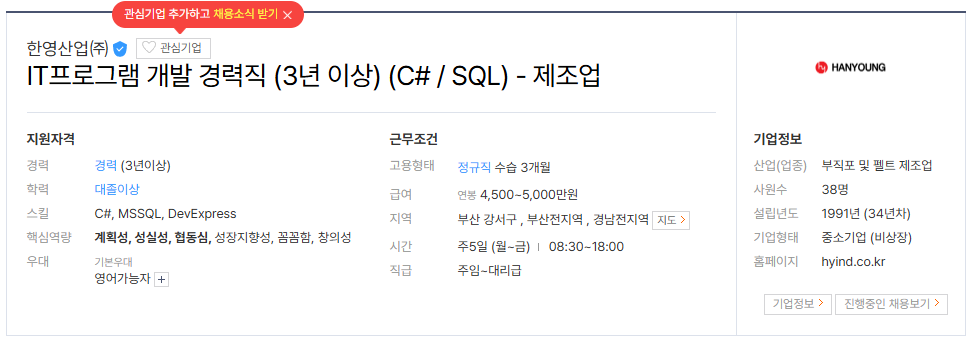 관심기업 추가하고 채용소식 받기 ×
한영산업㈜ 관심기업
IT프로그램 개발 경력직 (3년 이상) (C# / SQL) - 제조업
HANYOUNG
지원자격
경력 경력 (3년이상)
학력 대졸이상
스킬 C#, MSSQL, DevExpress
핵심역량 계획성, 성실성, 협동심, 성장지향성, 꼼꼼함, 창의성
우대 기본우대
영어가능자 +
근무조건
고용형태 정규직 수습 3개월
급여 연봉 4,500~5,000만원
지역 부산 강서구 , 부산전지역 , 경남전지역 지도 >
시간 주5일 (월~금) | 08:30~18:00
직급 주임~대리급
기업정보
산업(업종) 부직포 및 펠트 제조업
사원수 38명
설립년도 1991년 (34년차)
기업형태 중소기업 (비상장)
홈페이지 hyind.co.kr
기업정보 > 진행중인 채용보기 >